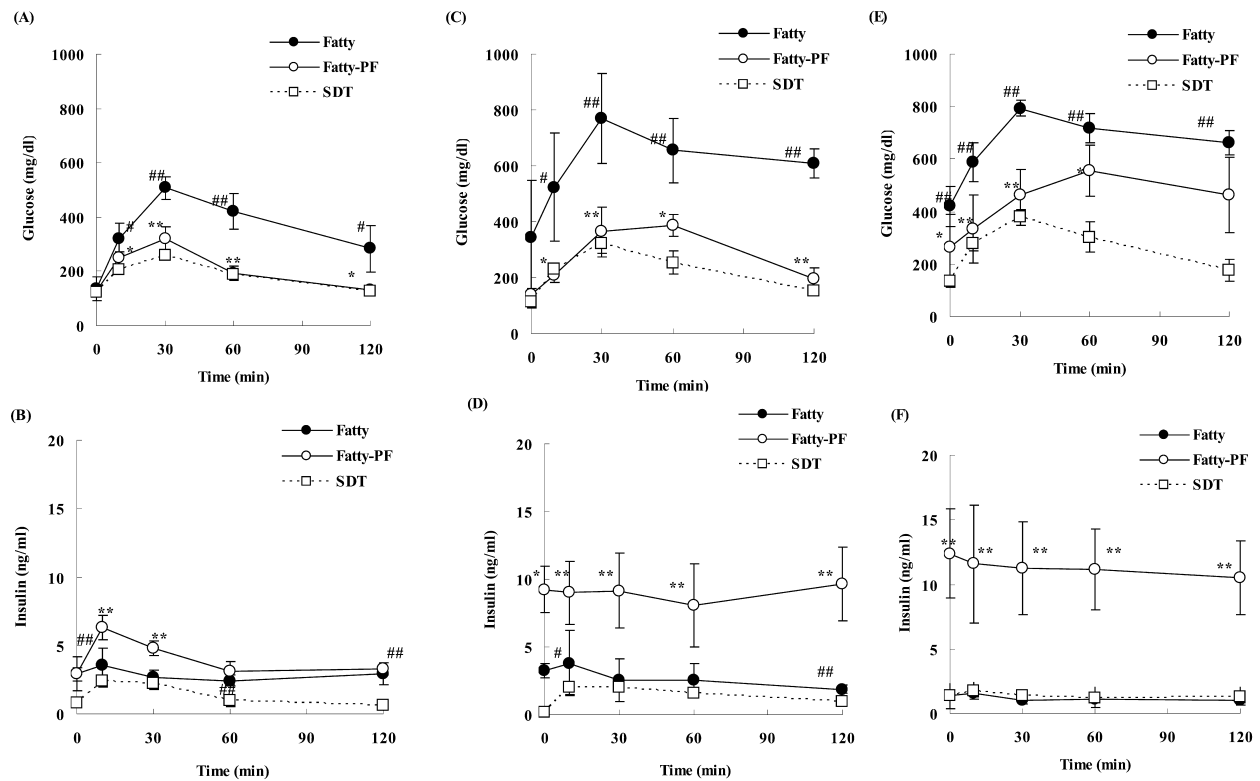 (A)
Fatty
Fatty-PF
SDT
1000
800
600
400
200
0
Glucose (mg/dl)
##
#
##
#
**
*
**
*
0 30 60 90 120
Time (min)
(C)
Fatty
Fatty-PF
SDT
1000
800
600
400
200
0
Glucose (mg/dl)
##
#
##
##
**
*
*
**
0 30 60 90 120
Time (min)
(E)
Fatty
Fatty-PF
SDT
1000
800
600
400
200
0
Glucose (mg/dl)
##
##
##
##
##
*
**
**
*
0 30 60 90 120
Time (min)
(B)
Fatty
Fatty-PF
SDT
20
15
10
5
0
Insulin (ng/ml)
##
**
**
##
##
0 30 60 90 120
Time (min)
(D)
Fatty
Fatty-PF
SDT
20
15
10
5
0
Insulin (ng/ml)
*
**
**
**
**
#
##
0 30 60 90 120
Time (min)
(F)
Fatty
Fatty-PF
SDT
20
15
10
5
0
Insulin (ng/ml)
**
**
**
**
**
0 30 60 90 120
Time (min)